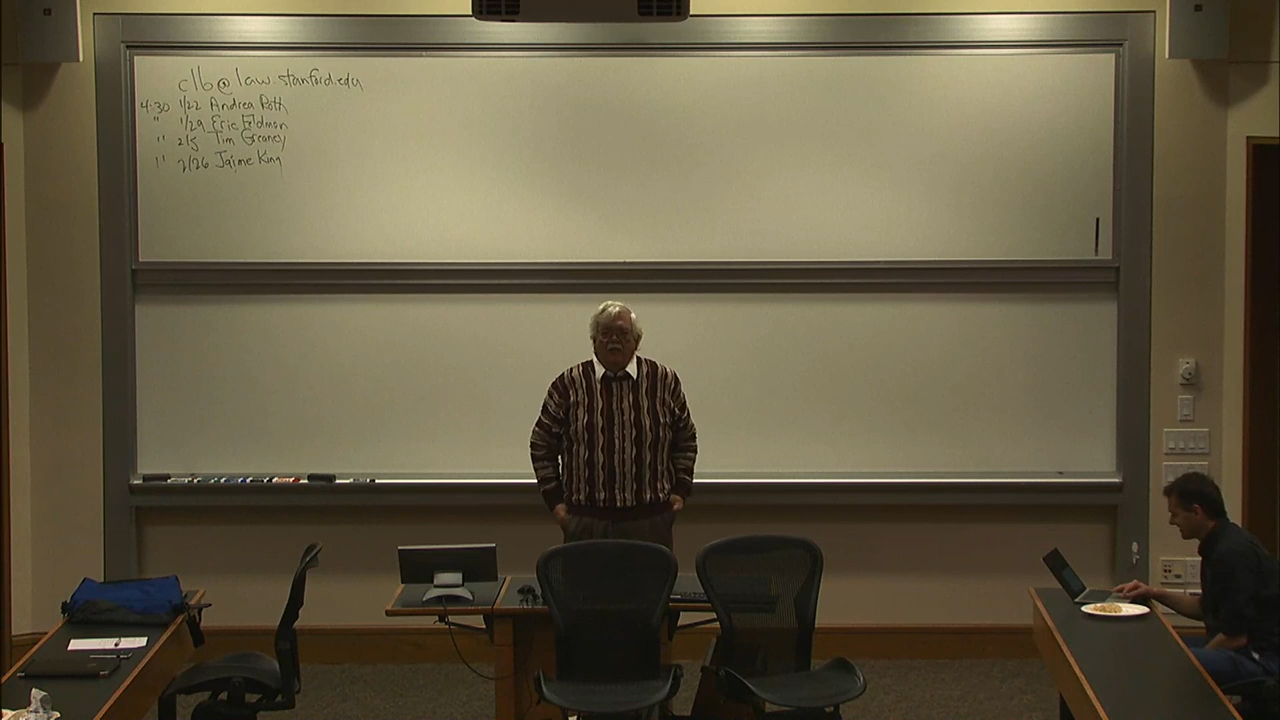 clb@law.stanford.edu
4:30 1/22 Andrea Roth
" 1/29 Eric Feldman
" 2/5 Tim Greaney
" 2/26 Jaime King